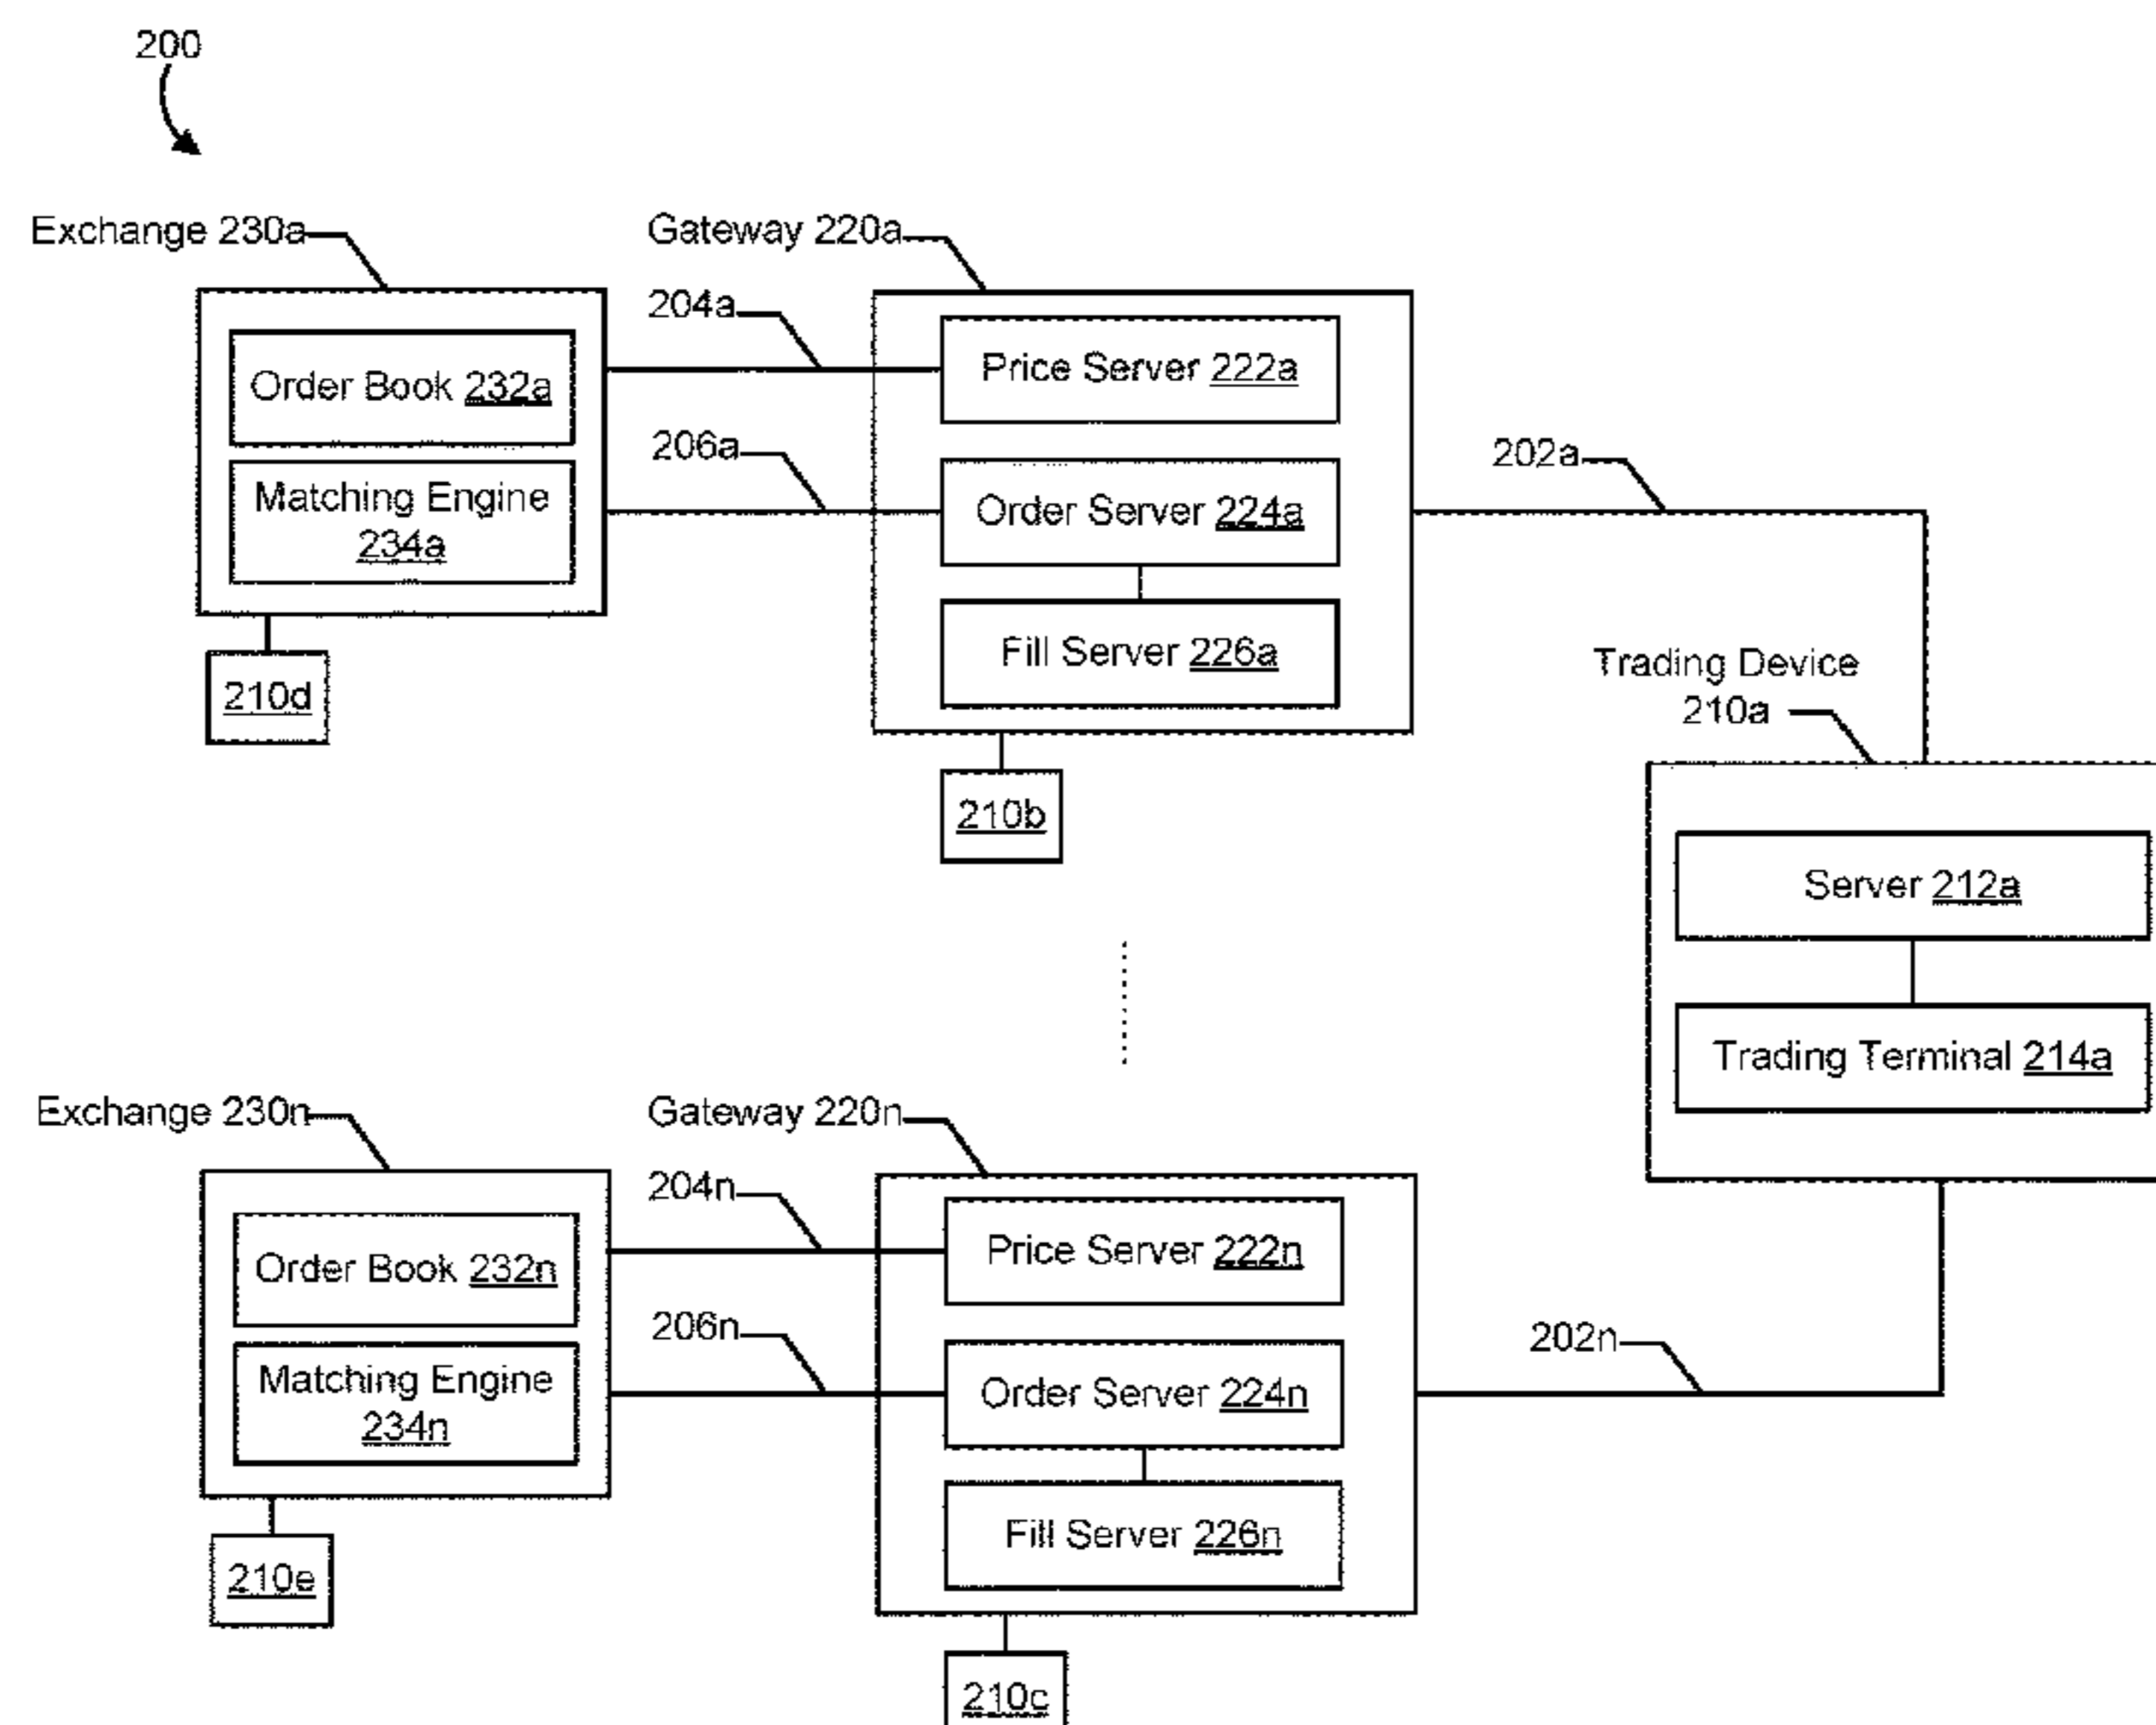 200
Exchange 230a
Gateway 220a
204a
Price Server 222a
Order Book 232a
206a
202a
Matching Engine
234a
Order Server 224a
Fill Server 226a
Trading Device
210a
210d
210b
Server 212a
Trading Terminal 214a
Exchange 230n
Gateway 220n
204n
Price Server 222n
Order Book 232n
206n
202n
Matching Engine
234n
Order Server 224n
Fill Server 226n
210e
210c